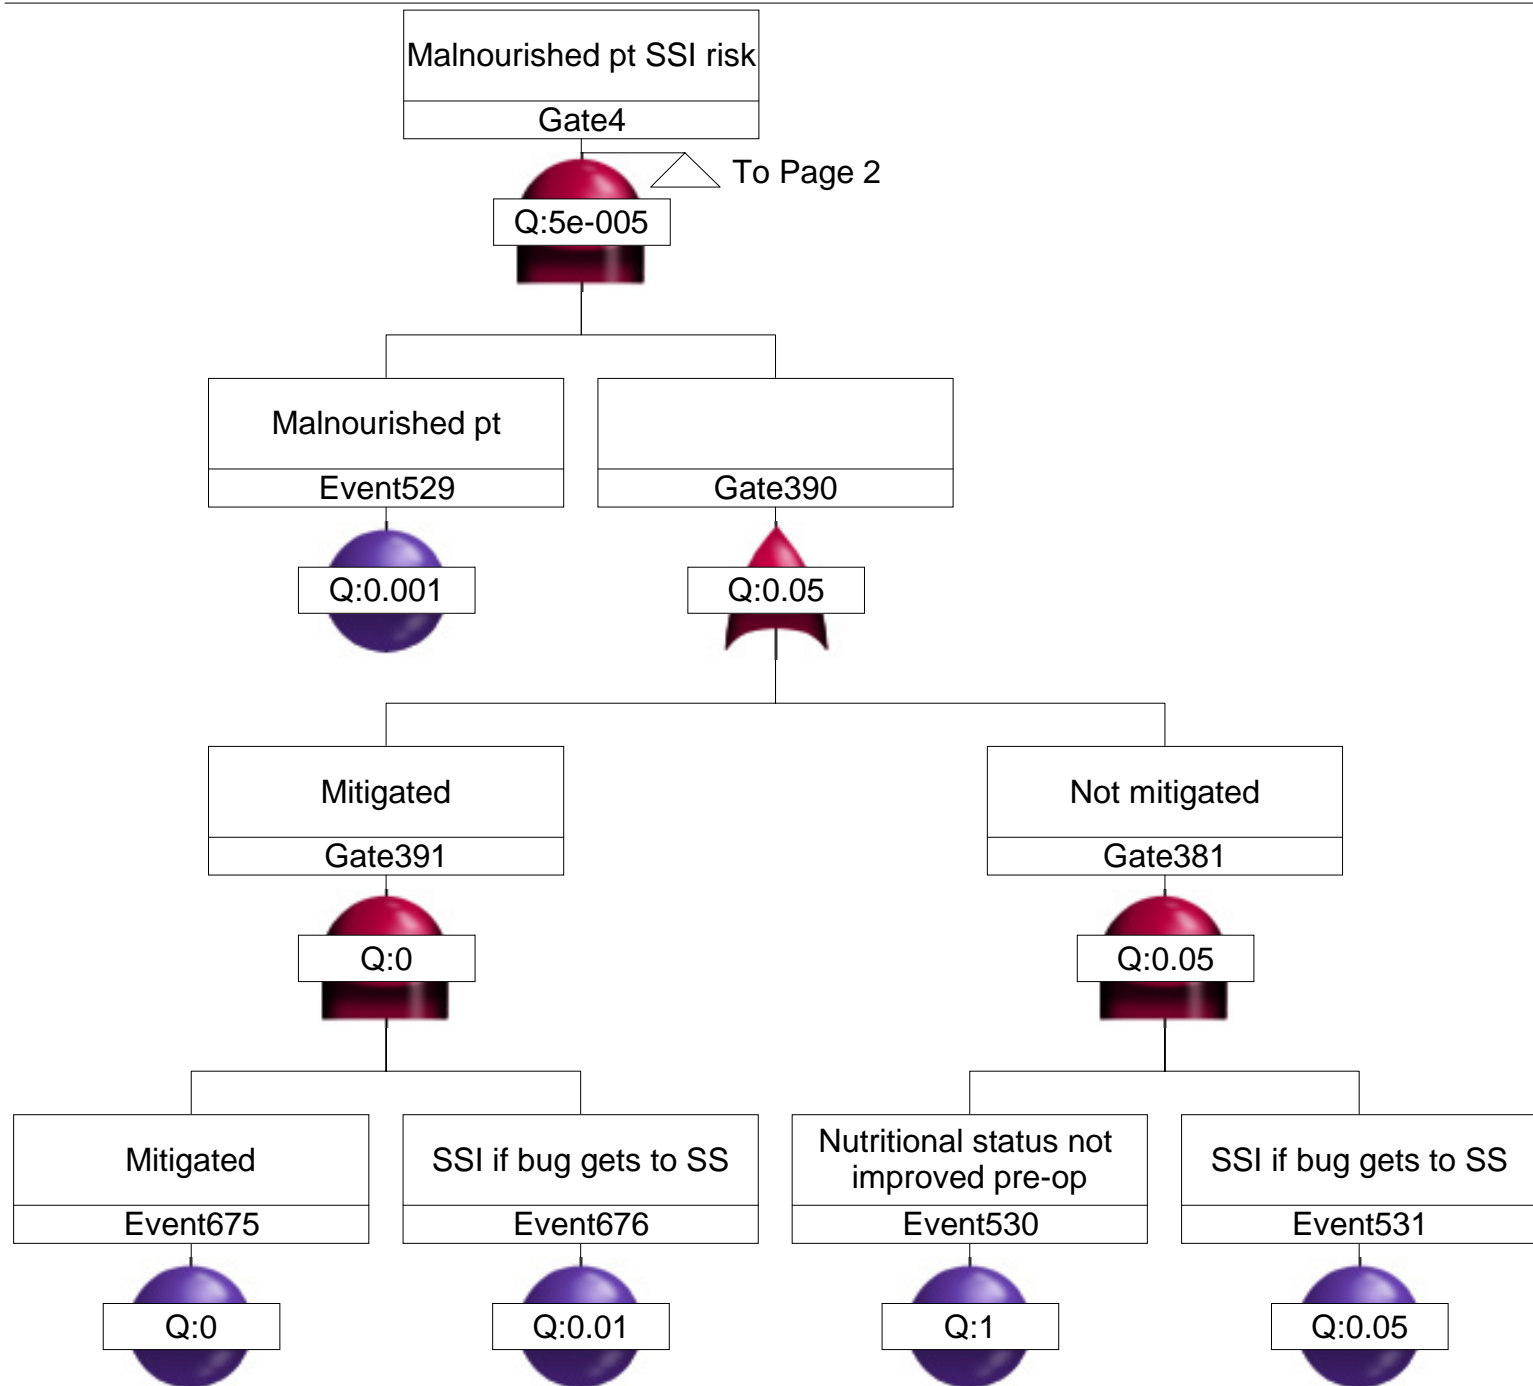 Malnourished pt SSI risk
Gate4
To Page 2
Q:5e-005
Malnourished pt
Event529
Q:0.001
Gate390
Q:0.05
Mitigated
Gate391
Q:0
Not mitigated
Gate381
Q:0.05
Mitigated
Event675
Q:0
SSI if bug gets to SS
Event676
Q:0.01
Nutritional status not
improved pre-op
Event530
Q:1
SSI if bug gets to SS
Event531
Q:0.05